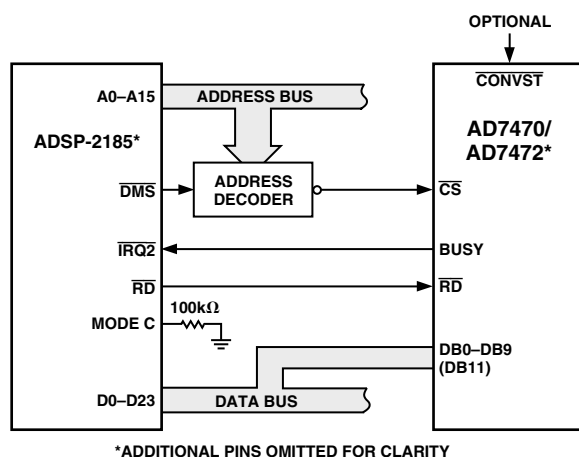 OPTIONAL
A0–A15
ADDRESS BUS
CONVST
ADSP-2185*
AD7470/
AD7472*
DMS
ADDRESS
DECODER
CS
IRQ2
BUSY
RD
RD
100kΩ
MODE C
DB0–DB9
(DB11)
D0–D23
DATA BUS
*ADDITIONAL PINS OMITTED FOR CLARITY